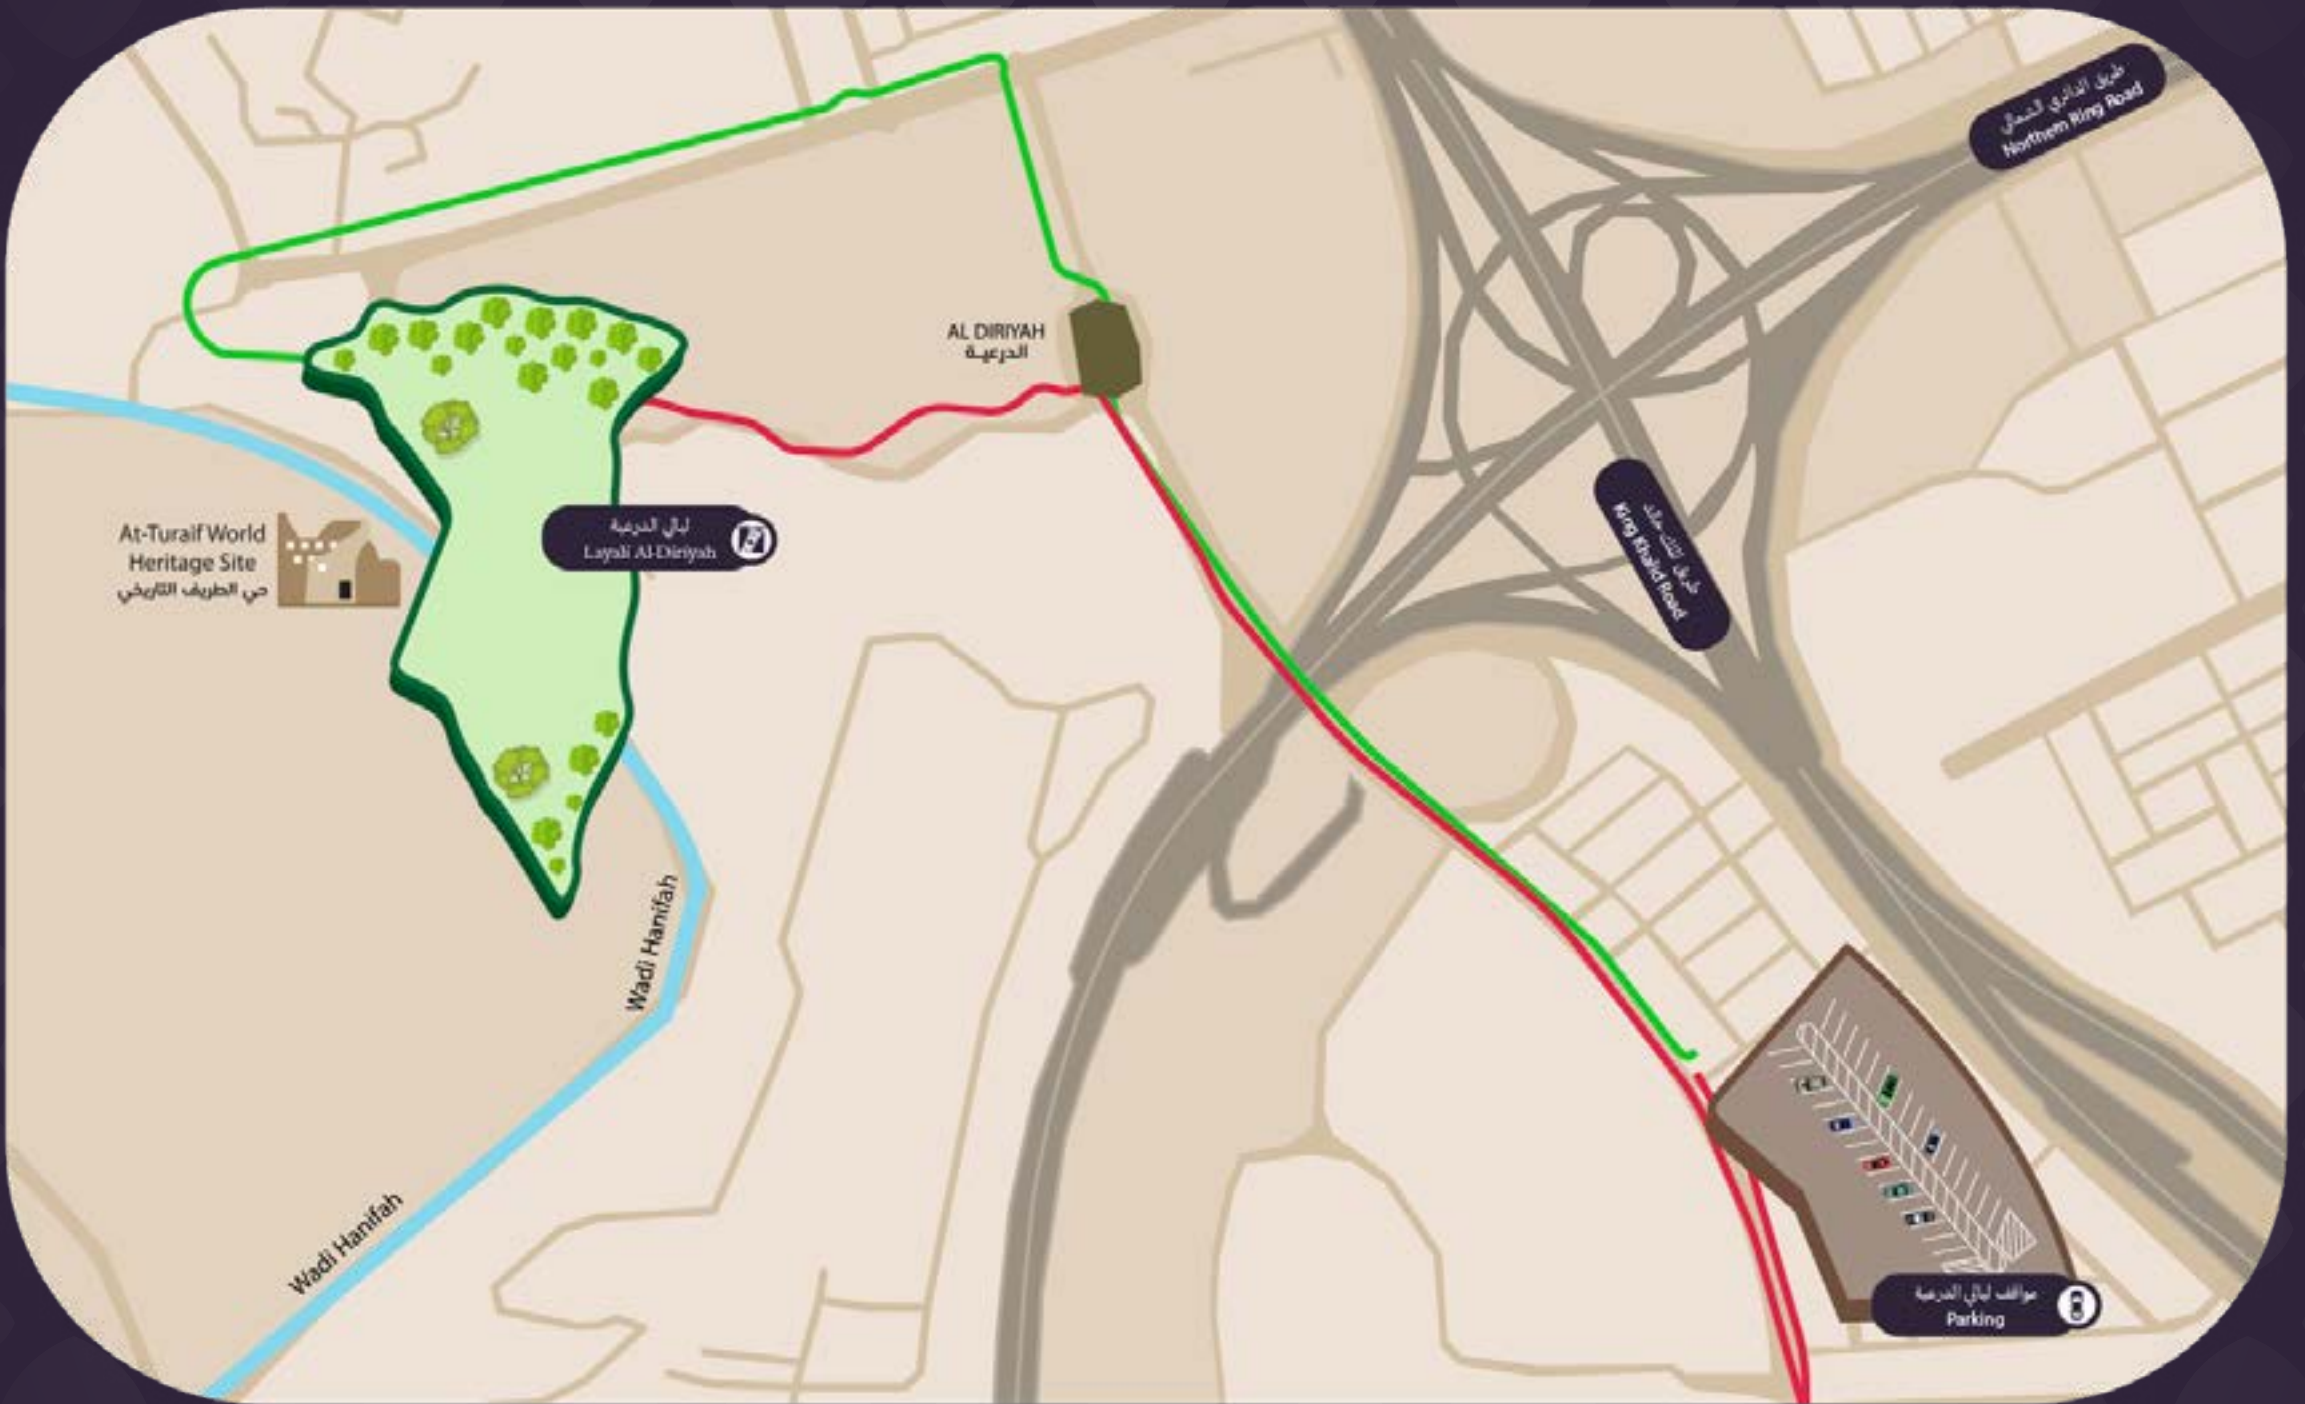 طريق الدائري الشمالي
Northern Ring Road
AL DIRIYAH
الدرعيـة
At-Turaif World
Heritage Site
حي الطريف التاريخي
ليالي الدرعية
Layali Al-Diriyah
طريق الملك خالد
King Khalid Road
Wadi Hanifah
Wadi Hanifah
مواقف ليالي الدرعية
Parking